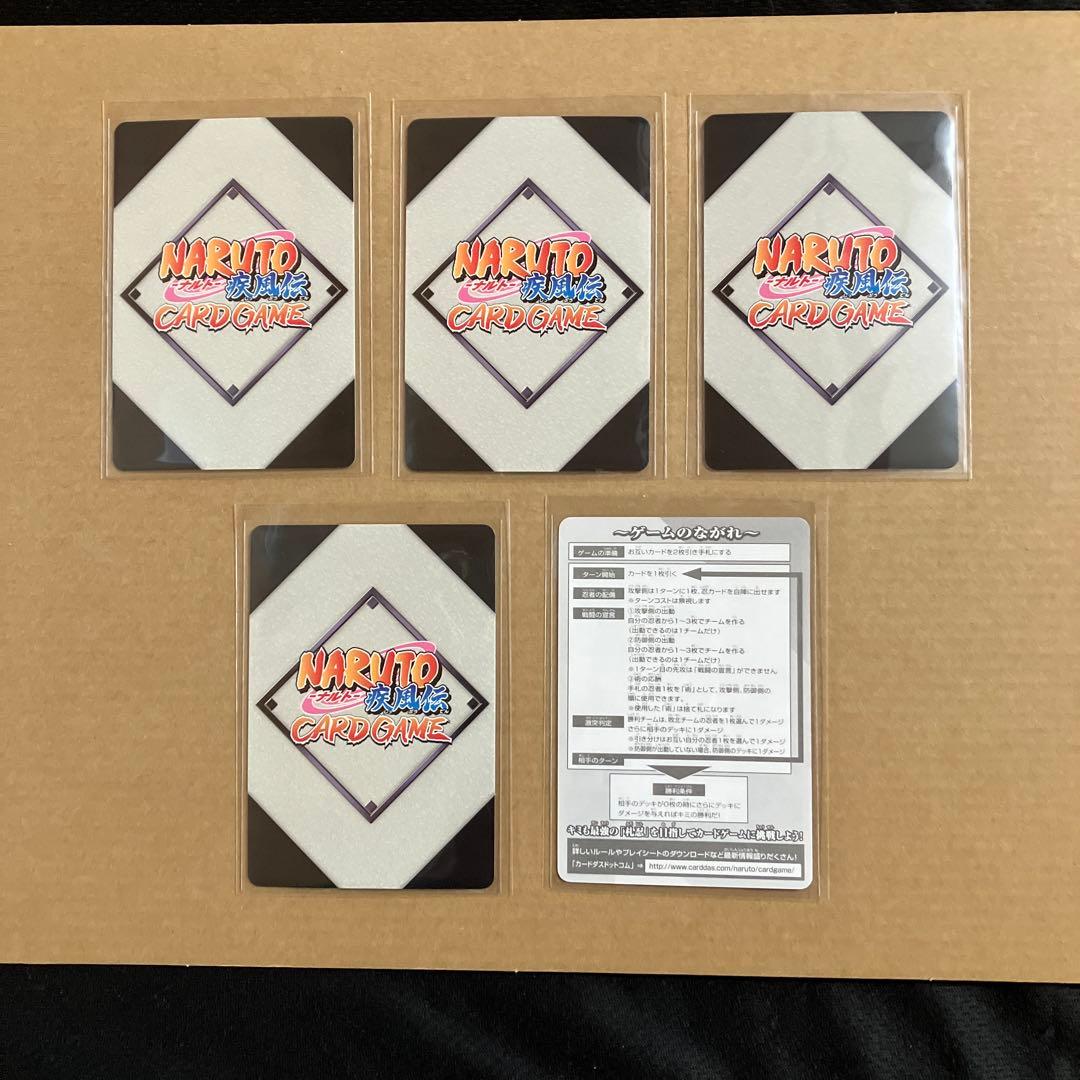 NARUTO
-ナルト-
疾風伝
CARD GAME
NARUTO
-ナルト-
疾風伝
CARD GAME
NARUTO
-ナルト-
疾風伝
CARD GAME
NARUTO
-ナルト-
疾風伝
CARD GAME
〜ゲームのながれ〜
ゲームの準備 お互いカードを2枚引き手札にする
ターン開始 カードを1枚引く
忍者の配備 攻撃側は1ターンに1枚、忍カードを自陣に出せます
※ターンコストは無視します
戦闘の宣言 ①攻撃側の出動
自分の忍者から1〜3枚でチームを作る
(出動できるのは1チームだけ)
②防御側の出動
自分の忍者から1〜3枚でチームを作る
(出動できるのは1チームだけ)
※1ターン目の先攻は「戦闘の宣言」ができません
③術の応酬
手札の忍者1枚を「術」として、攻撃側、防御側の
順に使用できます。
※使用した「術」は捨て札になります
激突判定 勝利チームは、敗北チームの忍者を1枚選んで1ダメージ
さらに相手のデッキに1ダメージ
※引き分けはお互い自分の忍者1枚を選んで1ダメージ
※防御側が出動していない場合、防御側のデッキに1ダメージ
相手のターン
勝利条件
相手のデッキが0枚の時にさらにデッキに
ダメージを与えればキミの勝利だ!
キミも最強の「札忍」を目指してカードゲームに挑戦しよう!
詳しいルールやプレイシートのダウンロードなど最新情報盛りだくさん!
「カードダスドットコム」⇒ http://www.carddas.com/naruto/cardgame/